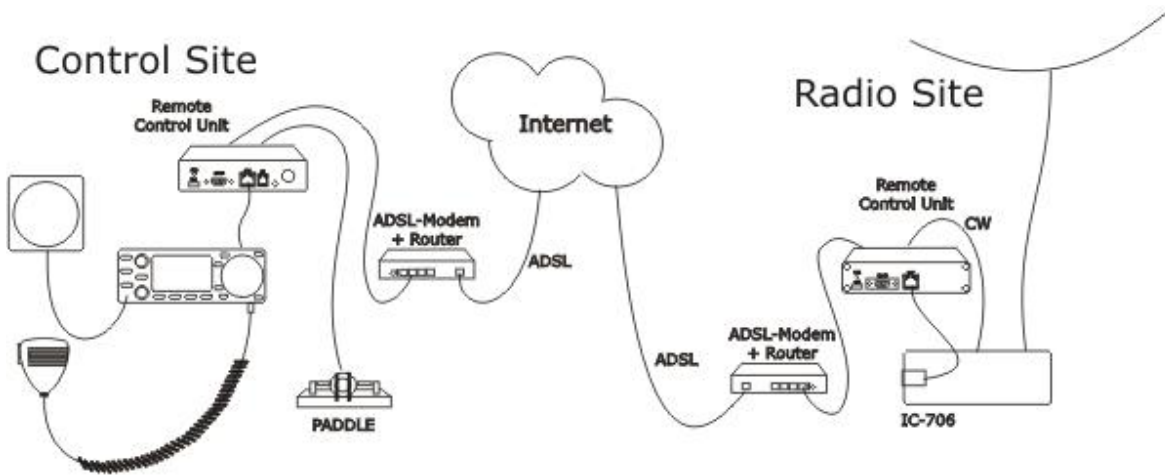 Control Site
Remote
Control Unit
ADSL-Modem
+ Router
ADSL
PADDLE
Internet
Radio Site
Remote
Control Unit
CW
ADSL
ADSL-Modem
+ Router
IC-706